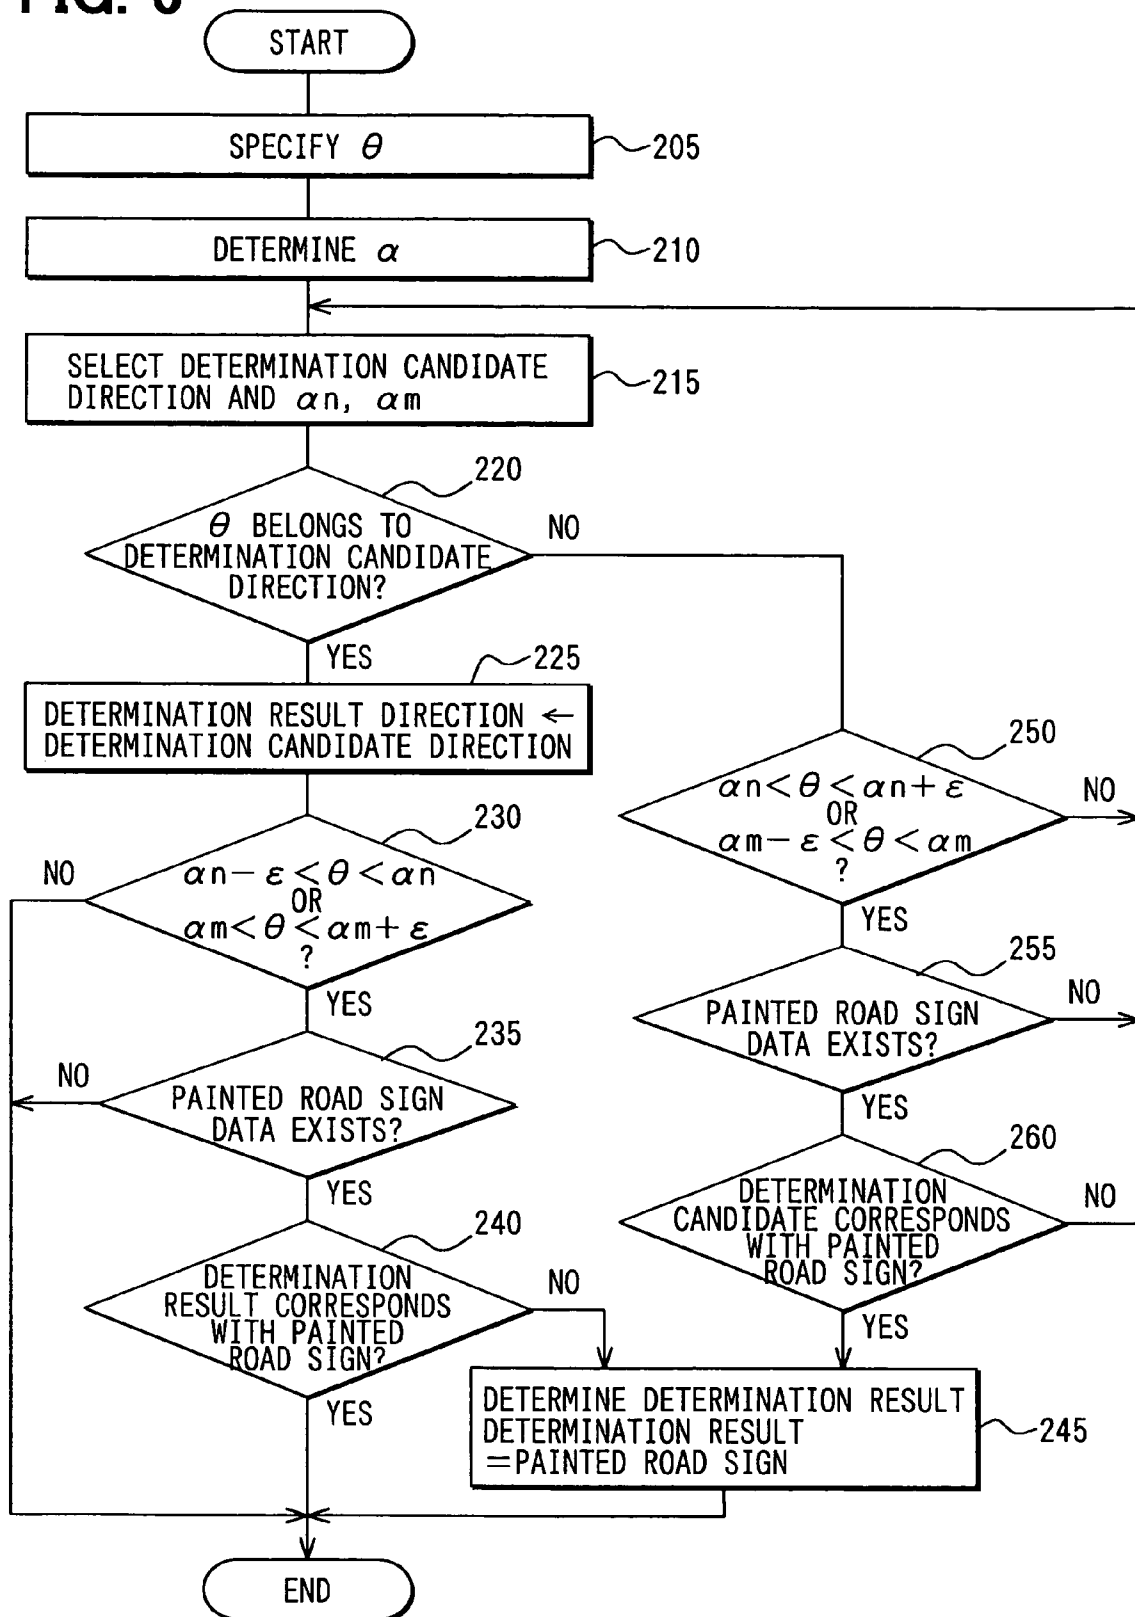 START
SPECIFY θ
205
DETERMINE α
210
SELECT DETERMINATION CANDIDATE
DIRECTION AND αn, αm
215
220
θ BELONGS TO
DETERMINATION CANDIDATE
DIRECTION?
NO
YES
225
DETERMINATION RESULT DIRECTION ←
DETERMINATION CANDIDATE DIRECTION
230
αn-ε<θ<αn
OR
αm<θ<αm+ε
?
NO
YES
235
PAINTED ROAD SIGN
DATA EXISTS?
NO
YES
240
DETERMINATION
RESULT CORRESPONDS
WITH PAINTED
ROAD SIGN?
NO
YES
250
αn<θ<αn+ε
OR
αm-ε<θ<αm
?
NO
YES
255
PAINTED ROAD SIGN
DATA EXISTS?
NO
YES
260
DETERMINATION
CANDIDATE CORRESPONDS
WITH PAINTED
ROAD SIGN?
NO
YES
DETERMINE DETERMINATION RESULT
DETERMINATION RESULT
=PAINTED ROAD SIGN
245
END